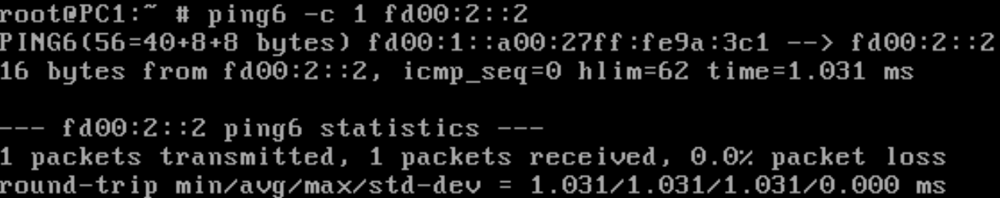 root@PC1:~ # ping6 -c 1 fd00:2::2
PING6(56=40+8+8 bytes) fd00:1::a00:27ff:fe9a:3c1 --> fd00:2::2
16 bytes from fd00:2::2, icmp_seq=0 hlim=62 time=1.031 ms
--- fd00:2::2 ping6 statistics ---
1 packets transmitted, 1 packets received, 0.0% packet loss
round-trip min/avg/max/std-dev = 1.031/1.031/1.031/0.000 ms